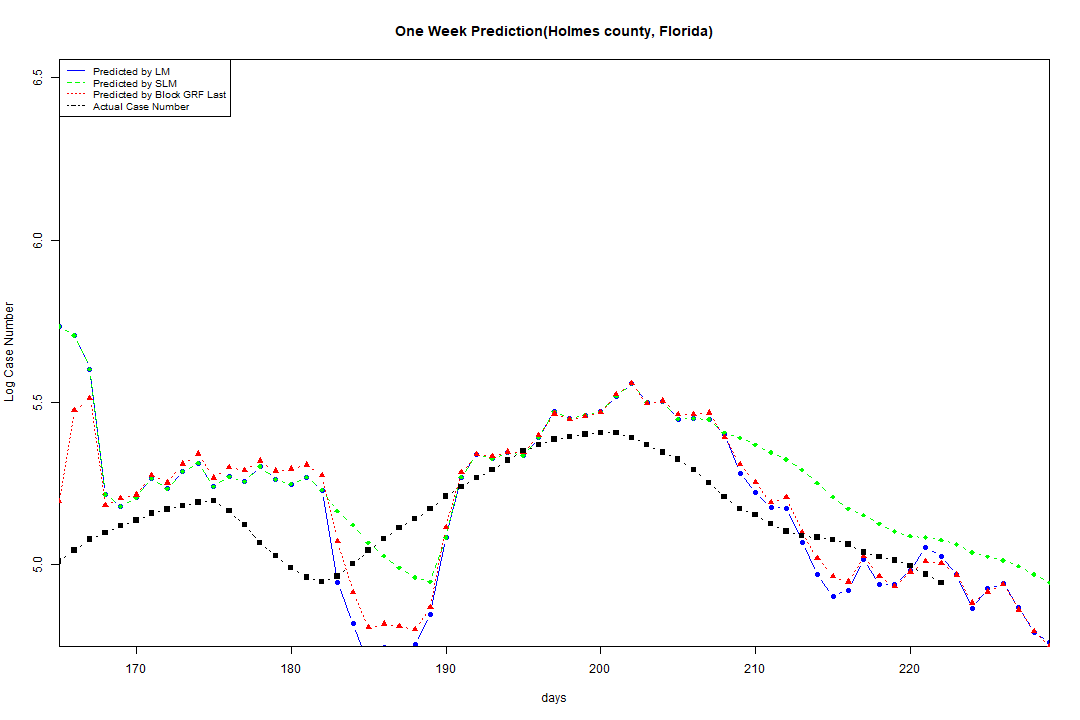 One Week Prediction(Holmes county, Florida)
Predicted by LM
Predicted by SLM
Predicted by Block GRF Last
Actual Case Number
6.5
6.0
5.5
5.0
Log Case Number
170 180 190 200 210 220
days